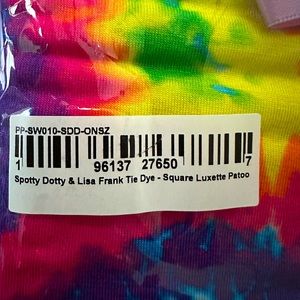 PP-SW010-SDD-ONSZ
1 96137 27650 7
Spotty Dotty & Lisa Frank Tie Dye - Square Luxette Patoo